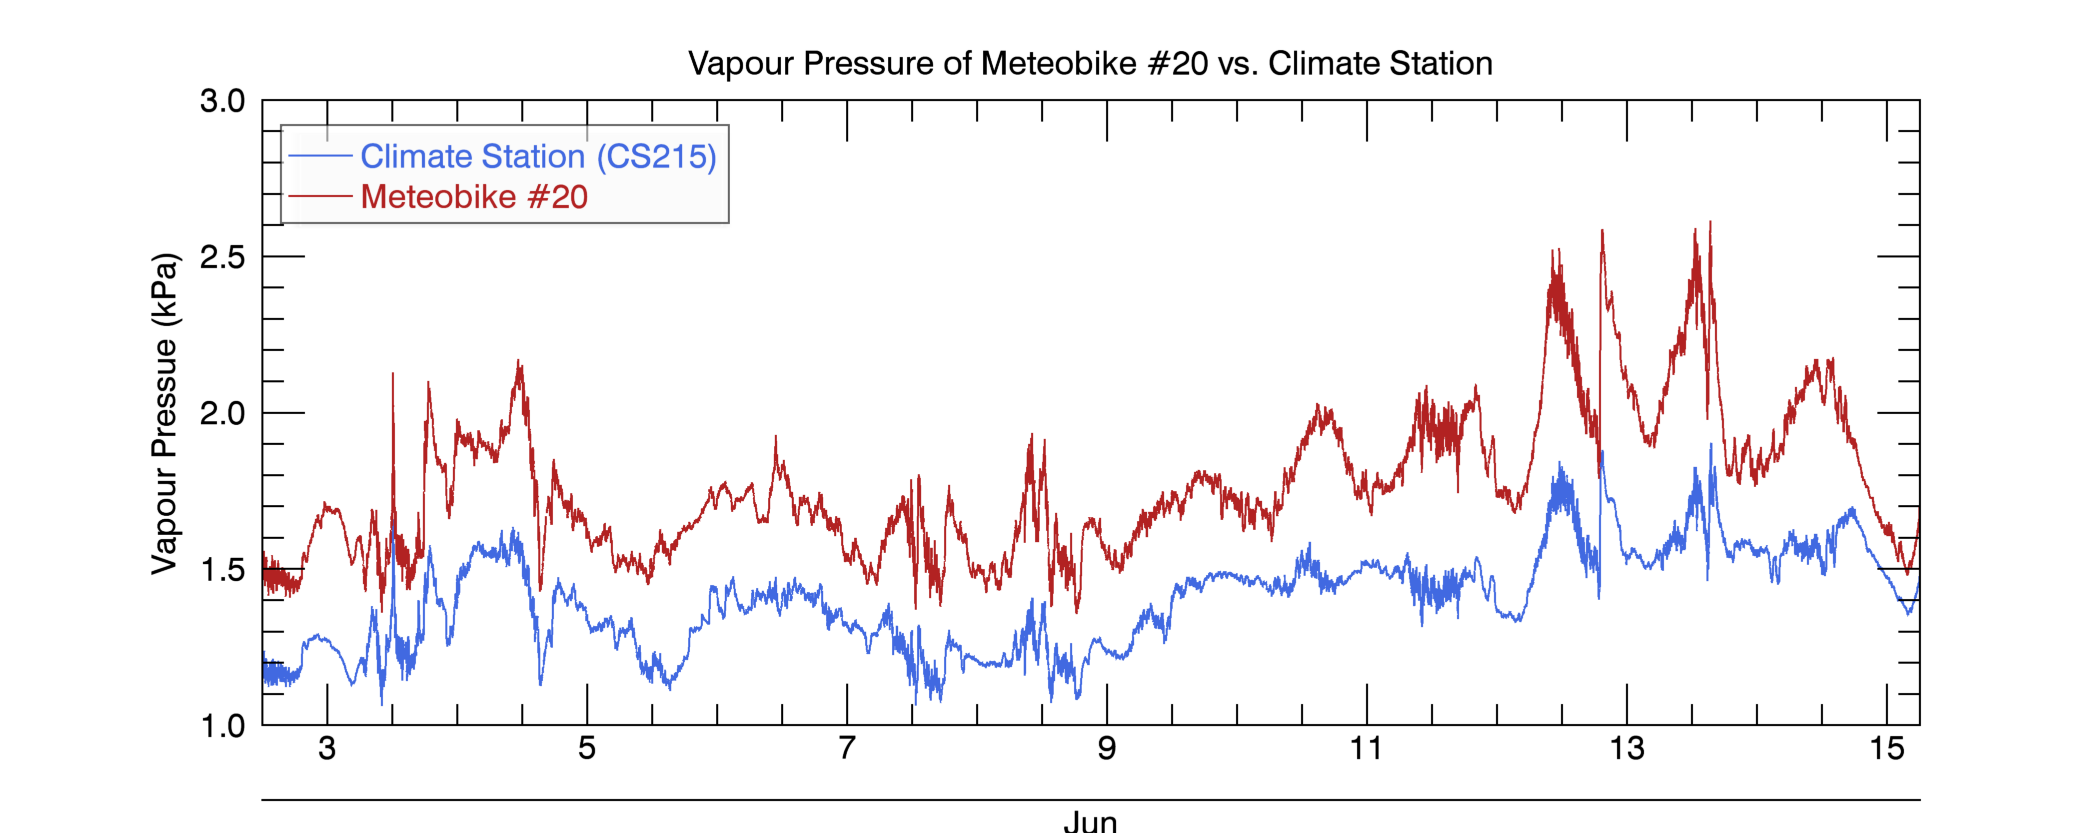 Vapour Pressure of Meteobike #20 vs. Climate Station
3.0
Climate Station (CS215)
Meteobike #20
2.5
2.0
1.5
1.0
Vapour Pressue (kPa)
3 5 7 9 11 13 15
Jun